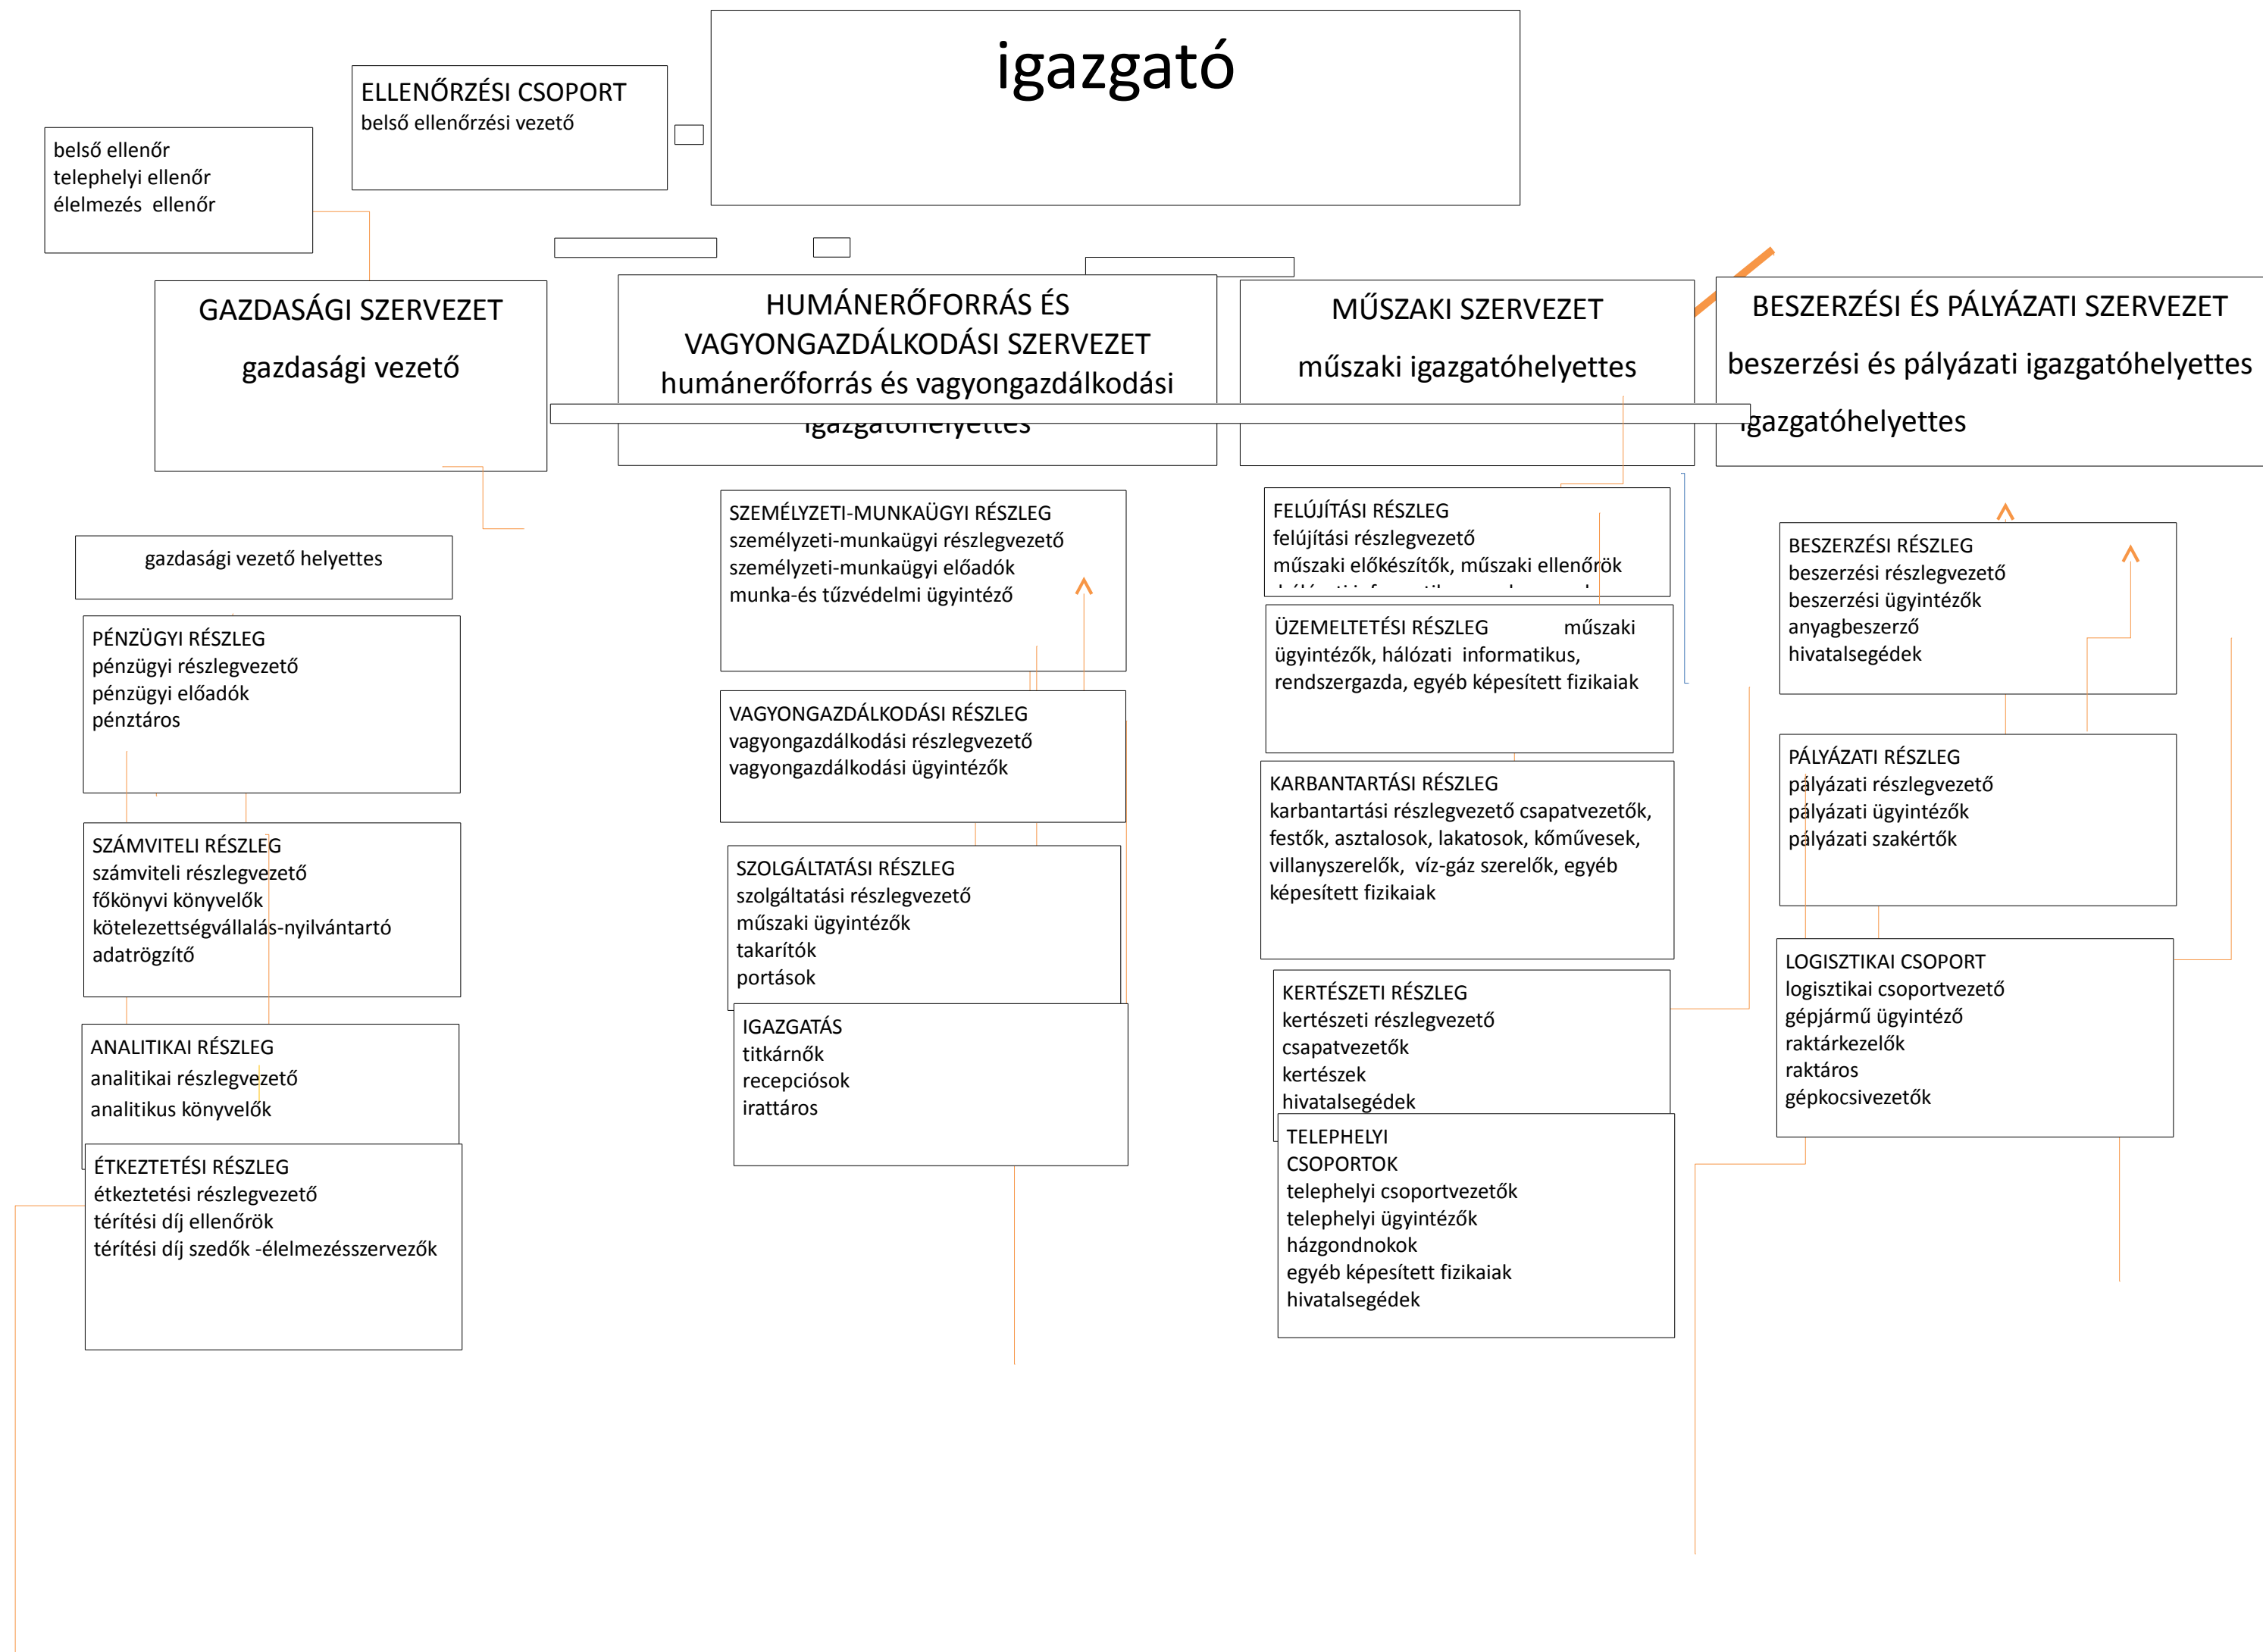 igazgató
ELLENŐRZÉSI CSOPORT
belső ellenőrzési vezető
belső ellenőr
telephelyi ellenőr
élelmezés  ellenőr
GAZDASÁGI SZERVEZET
gazdasági vezető
HUMÁNERŐFORRÁS ÉS
VAGYONGAZDÁLKODÁSI SZERVEZET
humánerőforrás és vagyongazdálkodási
igazgatóhelyettes
MŰSZAKI SZERVEZET
műszaki igazgatóhelyettes
BESZERZÉSI ÉS PÁLYÁZATI SZERVEZET
beszerzési és pályázati igazgatóhelyettes
igazgatóhelyettes
gazdasági vezető helyettes
PÉNZÜGYI RÉSZLEG
pénzügyi részlegvezető
pénzügyi előadók
pénztáros
SZÁMVITELI RÉSZLEG
számviteli részlegvezető
főkönyvi könyvelők
kötelezettségvállalás-nyilvántartó
adatrögzítő
ANALITIKAI RÉSZLEG
analitikai részlegvezető
analitikus könyvelők
ÉTKEZTETÉSI RÉSZLEG
étkeztetési részlegvezető
térítési díj ellenőrök
térítési díj szedők -élelmezésszervezők
SZEMÉLYZETI-MUNKAÜGYI RÉSZLEG
személyzeti-munkaügyi részlegvezető
személyzeti-munkaügyi előadók
munka-és tűzvédelmi ügyintéző
VAGYONGAZDÁLKODÁSI RÉSZLEG
vagyongazdálkodási részlegvezető
vagyongazdálkodási ügyintézők
SZOLGÁLTATÁSI RÉSZLEG
szolgáltatási részlegvezető
műszaki ügyintézők
takarítók
portások
IGAZGATÁS
titkárnők
recepciósok
irattáros
FELÚJÍTÁSI RÉSZLEG
felújítási részlegvezető
műszaki előkészítők, műszaki ellenőrök
ÜZEMELTETÉSI RÉSZLEG műszaki
ügyintézők, hálózati  informatikus,
rendszergazda, egyéb képesített fizikaiak
KARBANTARTÁSI RÉSZLEG
karbantartási részlegvezető csapatvezetők,
festők, asztalosok, lakatosok, kőművesek,
villanyszerelők,  víz-gáz szerelők, egyéb
képesített fizikaiak
KERTÉSZETI RÉSZLEG
kertészeti részlegvezető
csapatvezetők
kertészek
hivatalsegédek
TELEPHELYI
CSOPORTOK
telephelyi csoportvezetők
telephelyi ügyintézők
házgondnokok
egyéb képesített fizikaiak
hivatalsegédek
BESZERZÉSI RÉSZLEG
beszerzési részlegvezető
beszerzési ügyintézők
anyagbeszerző
hivatalsegédek
PÁLYÁZATI RÉSZLEG
pályázati részlegvezető
pályázati ügyintézők
pályázati szakértők
LOGISZTIKAI CSOPORT
logisztikai csoportvezető
gépjármű ügyintéző
raktárkezelők
raktáros
gépkocsivezetők